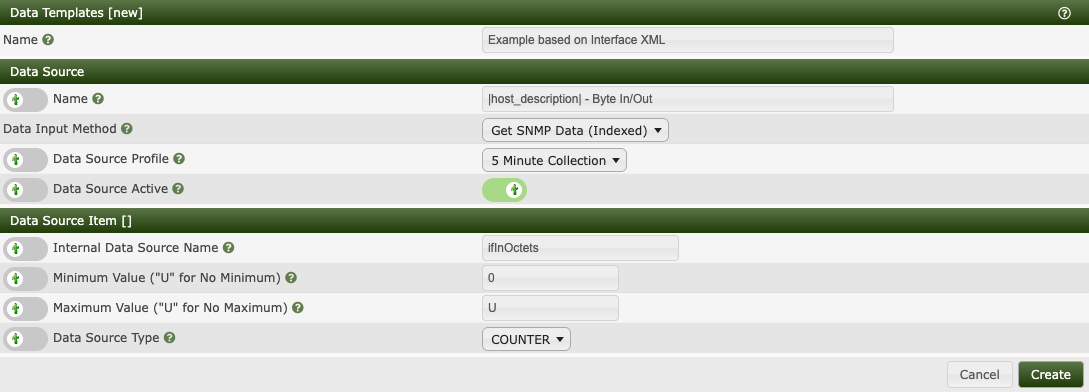 Data Templates [new]
Name
Example based on Interface XML
Data Source
Name
|host_description| - Byte In/Out
Data Input Method
Get SNMP Data (Indexed)
Data Source Profile
5 Minute Collection
Data Source Active
Data Source Item []
Internal Data Source Name
ifInOctets
Minimum Value ("U" for No Minimum)
0
Maximum Value ("U" for No Maximum)
U
Data Source Type
COUNTER
Cancel
Create